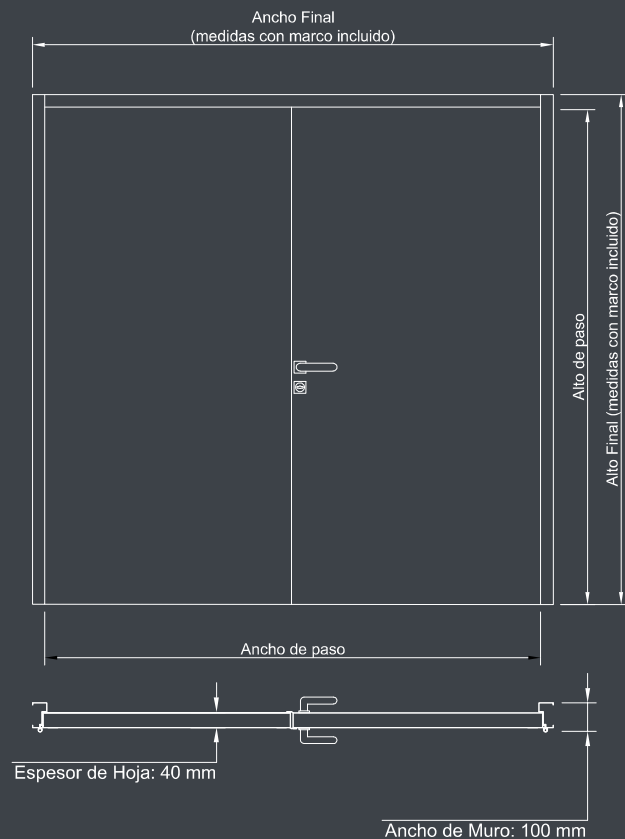 Ancho Final
(medidas con marco incluido)
Alto de paso
Alto Final (medidas con marco incluido)
Ancho de paso
Espesor de Hoja: 40 mm
Ancho de Muro: 100 mm